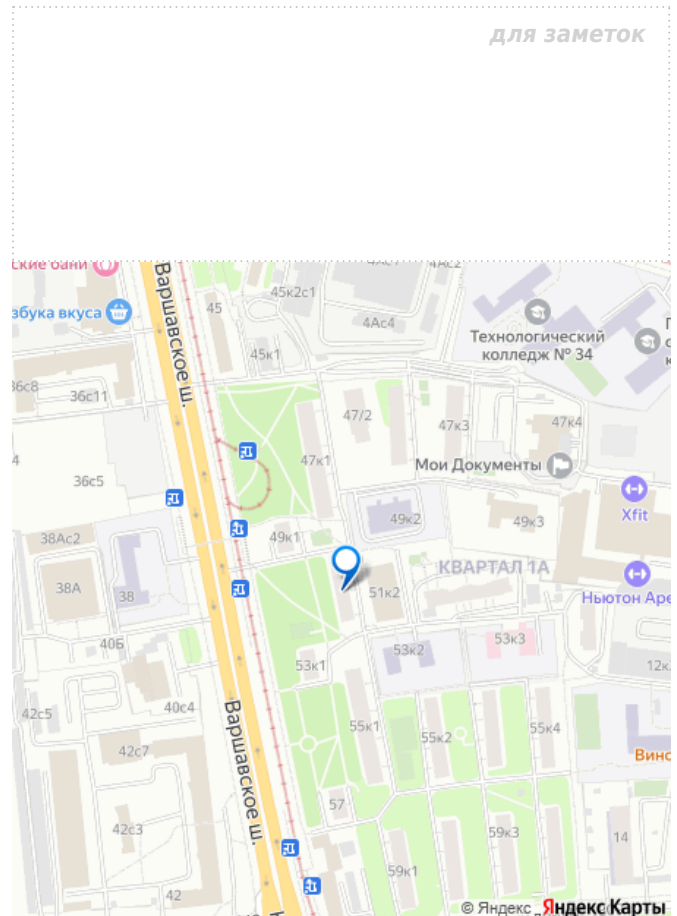 для заметок
ские бани
збука вкуса
Варшавское ш.
45
45к2с1
4Ас4
4Ас2
45к1
Технологический
колледж № 34
36с8
36с11
47/2
47к3
47к4
47к1
Мои Документы
36с5
Xfit
49к2
49к3
38Ас2
49к1
КВАРТАЛ 1А
38А
38
51к2
Ньютон Аре
40Б
53к1
53к2
53к3
12к
42с5
40с4
Варшавское ш.
55к1
55к2
55к4
42с7
Винс
57
42с3
59к3
14
59к1
42
© Яндекс
Яндекс Карты